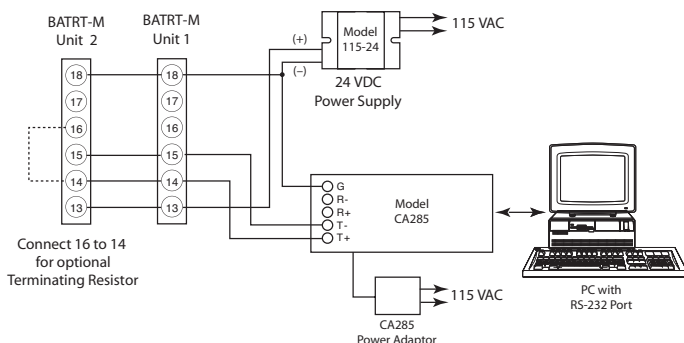 BATRT-M
Unit 2
BATRT-M
Unit 1
18
17
16
15
14
13
18
17
16
15
14
13
Connect 16 to 14
for optional
Terminating Resistor
(+)
(–)
Model
115-24
115 VAC
24 VDC
Power Supply
G
R-
R+
T-
T+
Model
CA285
115 VAC
CA285
Power Adaptor
PC with
RS-232 Port